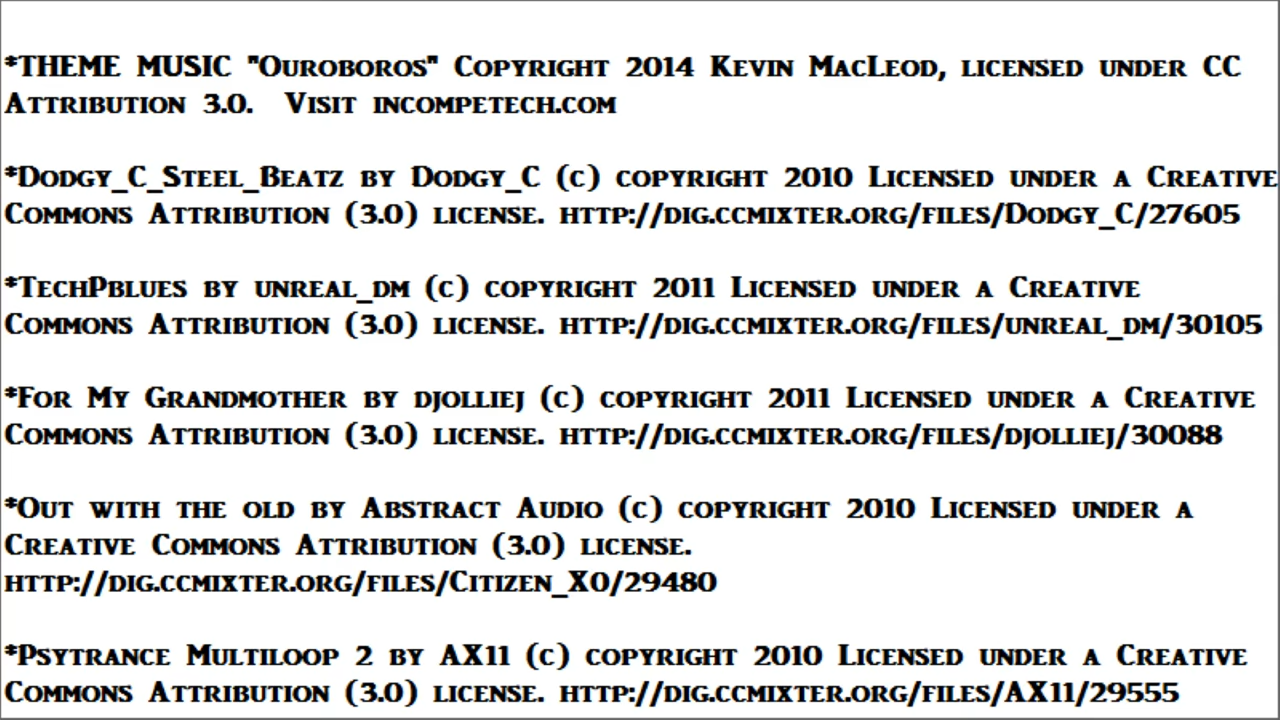 *THEME MUSIC "Ouroboros" Copyright 2014 Kevin MacLeod, licensed under CC
Attribution 3.0. Visit incompetech.com
*Dodgy_C_Steel_Beatz by Dodgy_C (c) copyright 2010 Licensed under a Creative
Commons Attribution (3.0) license. http://dig.ccmixter.org/files/Dodgy_C/27605
*TechPblues by unreal_dm (c) copyright 2011 Licensed under a Creative
Commons Attribution (3.0) license. http://dig.ccmixter.org/files/unreal_dm/30105
*For My Grandmother by djolliej (c) copyright 2011 Licensed under a Creative
Commons Attribution (3.0) license. http://dig.ccmixter.org/files/djolliej/30088
*Out with the old by Abstract Audio (c) copyright 2010 Licensed under a
Creative Commons Attribution (3.0) license.
http://dig.ccmixter.org/files/Citizen_X0/29480
*Psytrance Multiloop 2 by AX11 (c) copyright 2010 Licensed under a Creative
Commons Attribution (3.0) license. http://dig.ccmixter.org/files/AX11/29555